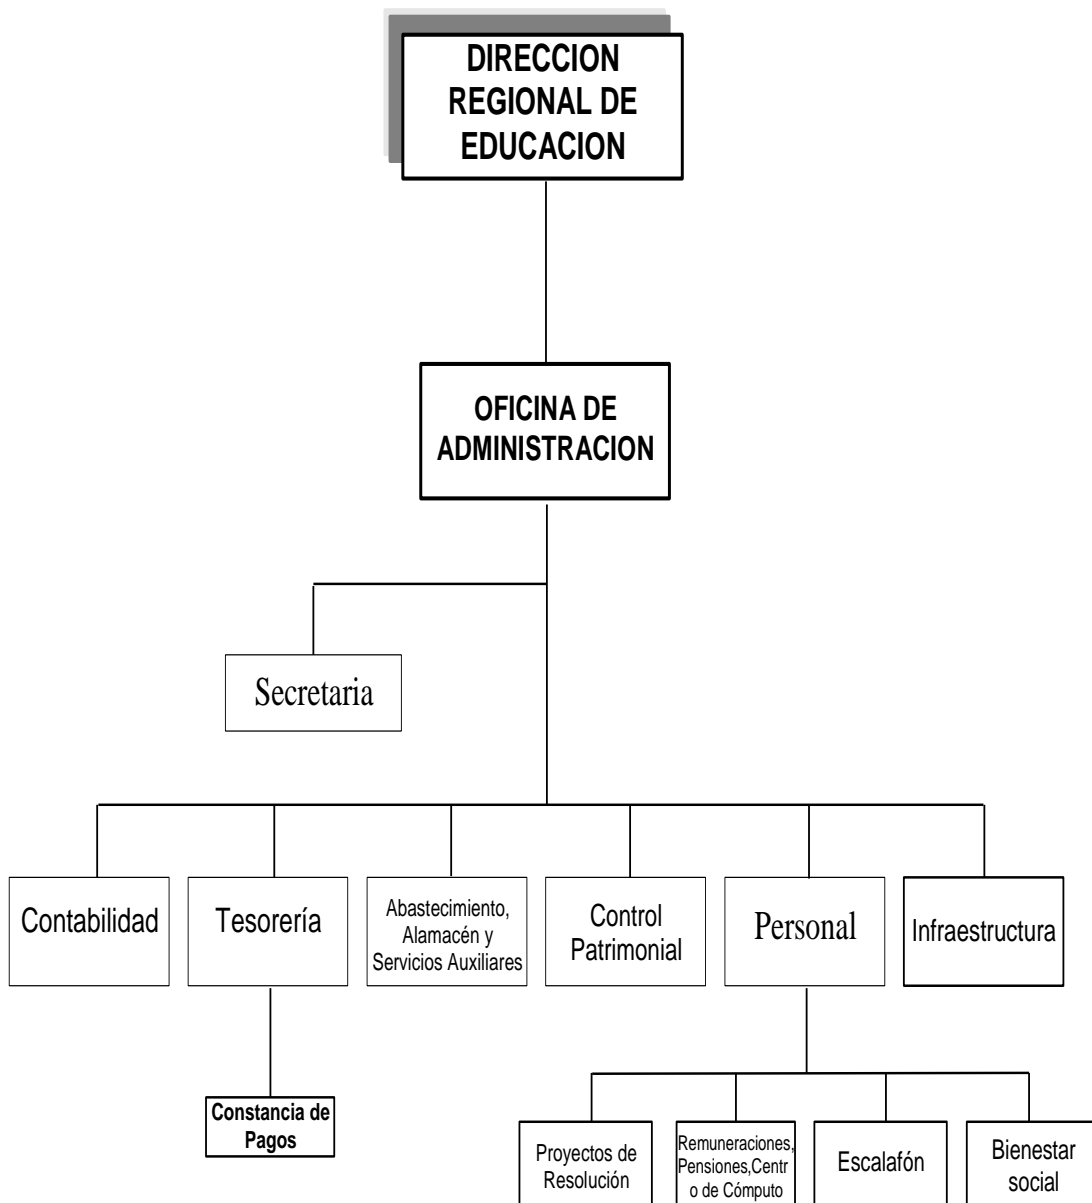 DIRECCION
REGIONAL DE
EDUCACION
OFICINA DE
ADMINISTRACION
Secretaria
Contabilidad
Tesorería
Abastecimiento,
Alamacén y
Servicios Auxiliares
Control
Patrimonial
Personal
Infraestructura
Constancia de
Pagos
Proyectos de
Resolución
Remuneraciones,
Pensiones,Centr
o de Cómputo
Escalafón
Bienestar
social